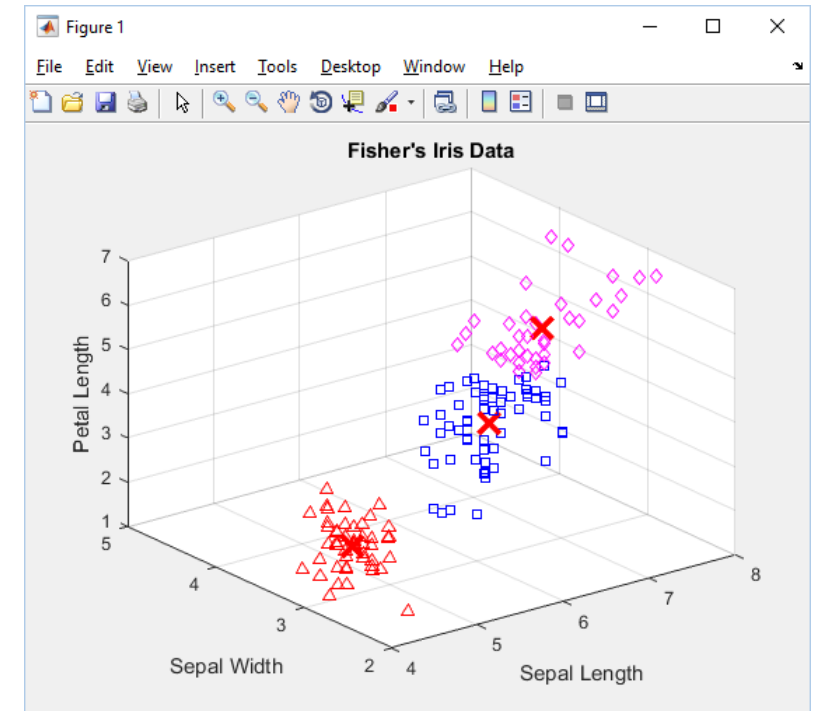 Figure 1
File Edit View Insert Tools Desktop Window Help
Fisher's Iris Data
7
6
5
4
3
2
1
Petal Length
5
4
3
2
Sepal Width
4
5
6
7
8
Sepal Length